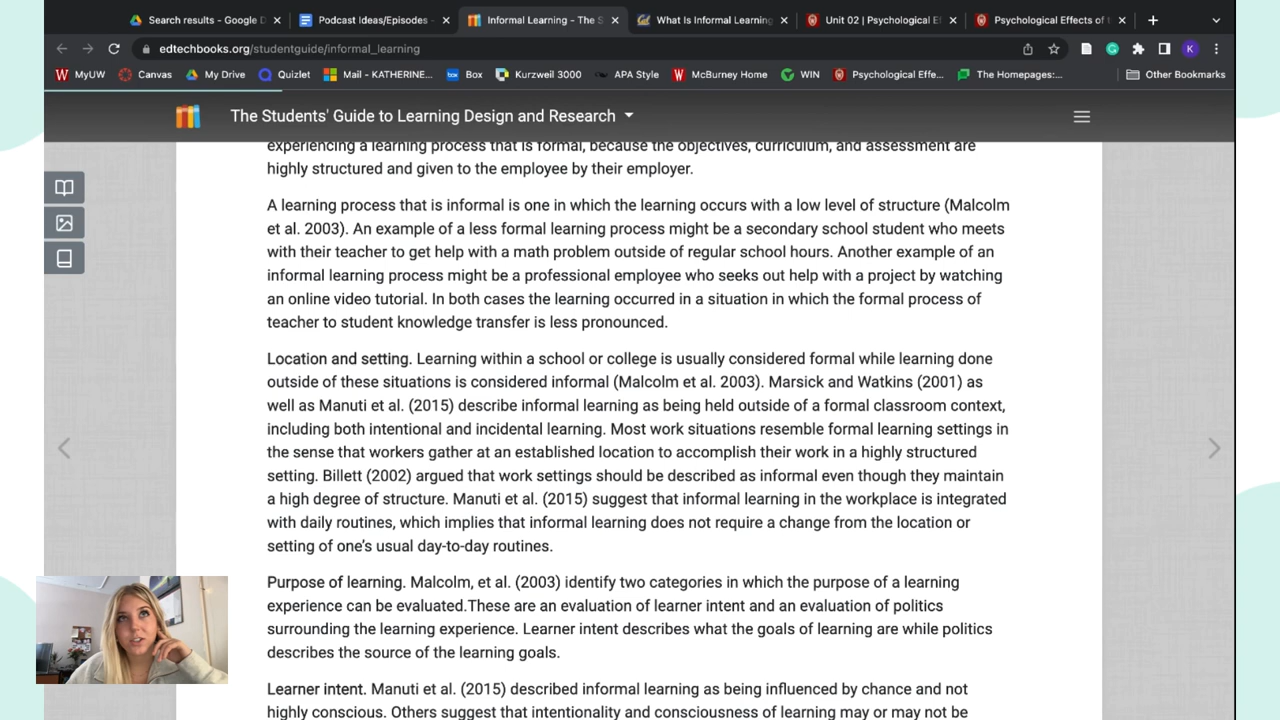 Search results - Google D
Podcast Ideas/Episodes -
Informal Learning - The S
What Is Informal Learning
Unit 02 | Psychological Ef
Psychological Effects of t
edtechbooks.org/studentguide/informal_learning
K
MyUW
Canvas
My Drive
Quizlet
Mail - KATHERINE...
Box
Kurzweil 3000
APA Style
McBurney Home
WIN
Psychological Effe...
The Homepages:...
Other Bookmarks
The Students' Guide to Learning Design and Research
experiencing a learning process that is formal, because the objectives, curriculum, and assessment are
highly structured and given to the employee by their employer.
A learning process that is informal is one in which the learning occurs with a low level of structure (Malcolm
et al. 2003). An example of a less formal learning process might be a secondary school student who meets
with their teacher to get help with a math problem outside of regular school hours. Another example of an
informal learning process might be a professional employee who seeks out help with a project by watching
an online video tutorial. In both cases the learning occurred in a situation in which the formal process of
teacher to student knowledge transfer is less pronounced.
Location and setting. Learning within a school or college is usually considered formal while learning done
outside of these situations is considered informal (Malcolm et al. 2003). Marsick and Watkins (2001) as
well as Manuti et al. (2015) describe informal learning as being held outside of a formal classroom context,
including both intentional and incidental learning. Most work situations resemble formal learning settings in
the sense that workers gather at an established location to accomplish their work in a highly structured
setting. Billett (2002) argued that work settings should be described as informal even though they maintain
a high degree of structure. Manuti et al. (2015) suggest that informal learning in the workplace is integrated
with daily routines, which implies that informal learning does not require a change from the location or
setting of one's usual day-to-day routines.
Purpose of learning. Malcolm, et al. (2003) identify two categories in which the purpose of a learning
experience can be evaluated.These are an evaluation of learner intent and an evaluation of politics
surrounding the learning experience. Learner intent describes what the goals of learning are while politics
describes the source of the learning goals.
Learner intent. Manuti et al. (2015) described informal learning as being influenced by chance and not
highly conscious. Others suggest that intentionality and consciousness of learning may or may not be